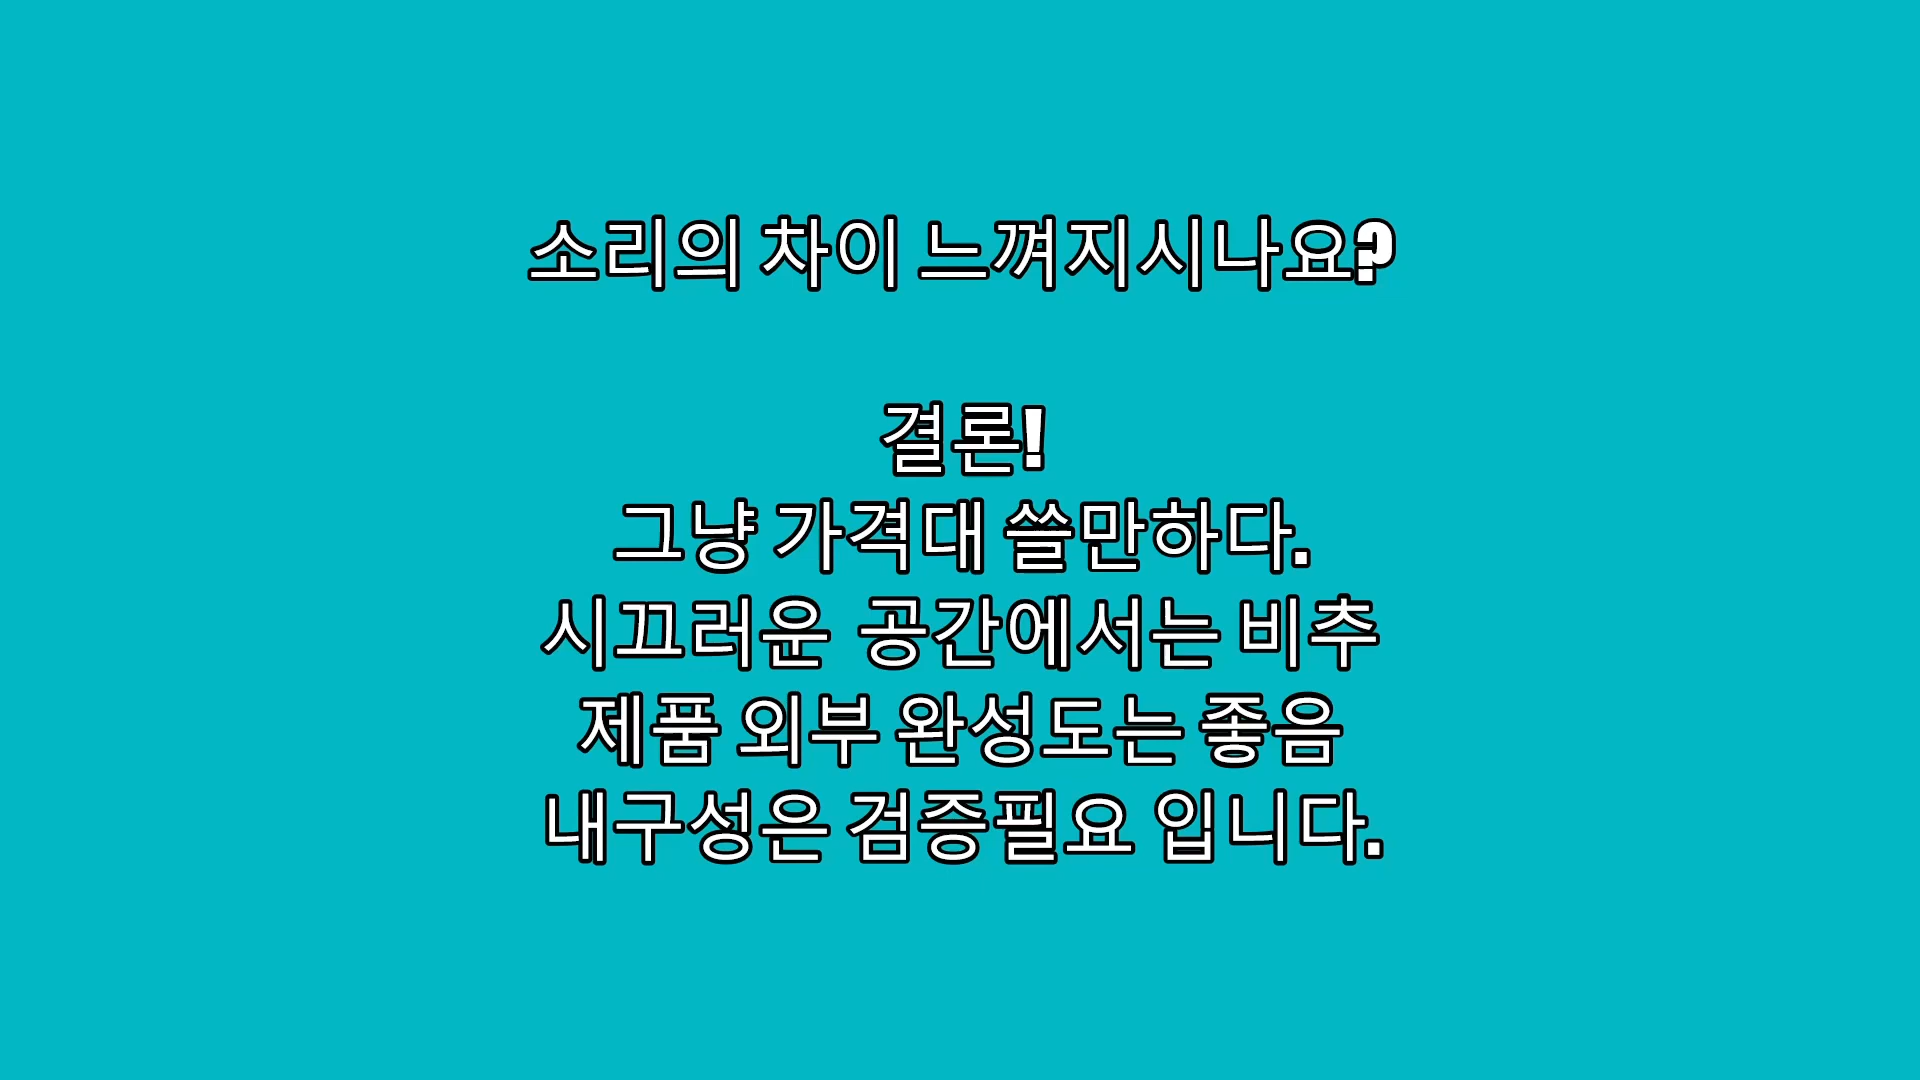 소리의 차이 느껴지시나요?
결론!
그냥 가격대 쓸만하다.
시끄러운 공간에서는 비추
제품 외부 완성도는 좋음
내구성은 검증필요 입니다.